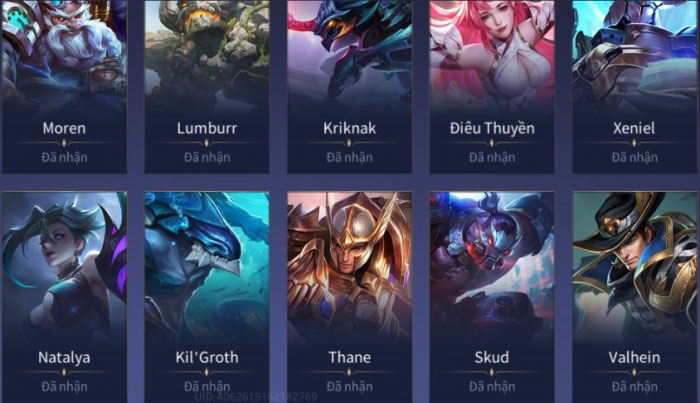 Moren
Lumburr
Kriknak
Điêu Thuyền
Xeniel
Đã nhận
Đã nhận
Đã nhận
Đã nhận
Đã nhận
Natalya
Kil'Groth
Thane
Skud
Valhein
Đã nhận
Đã nhận
Đã nhận
Đã nhận
Đã nhận
UID: 4062619162182769